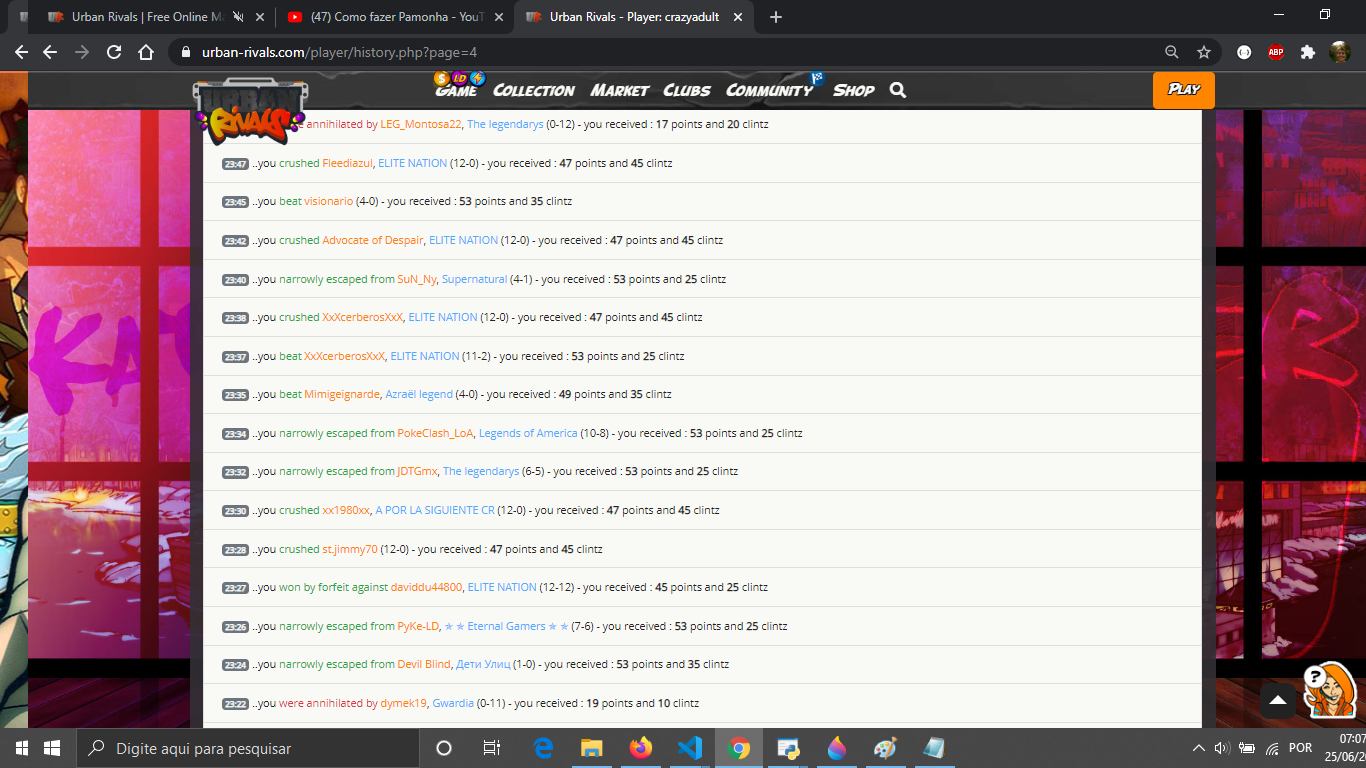 Urban Rivals | Free Online M
(47) Como fazer Pamonha - YouT
Urban Rivals - Player: crazyadult
urban-rivals.com/player/history.php?page=4
ABP
URBAN RIVALS
$ LD
GAME COLLECTION MARKET CLUBS COMMUNITY SHOP
PLAY
KA
R
e annihilated by LEG_Montosa22, The legendarys (0-12) - you received : 17 points and 20 clintz
23:47 ..you crushed Fleediazul, ELITE NATION (12-0) - you received : 47 points and 45 clintz
23:45 ..you beat visionario (4-0) - you received : 53 points and 35 clintz
23:42 ..you crushed Advocate of Despair, ELITE NATION (12-0) - you received : 47 points and 45 clintz
23:40 ..you narrowly escaped from SuN_Ny, Supernatural (4-1) - you received : 53 points and 25 clintz
23:38 ..you crushed XxXcerberosXxX, ELITE NATION (12-0) - you received : 47 points and 45 clintz
23:37 ..you beat XxXcerberosXxX, ELITE NATION (11-2) - you received : 53 points and 25 clintz
23:35 ..you beat Mimigeignarde, Azraël legend (4-0) - you received : 49 points and 35 clintz
23:34 ..you narrowly escaped from PokeClash_LoA, Legends of America (10-8) - you received : 53 points and 25 clintz
23:32 ..you narrowly escaped from JDTGmx, The legendarys (6-5) - you received : 53 points and 25 clintz
23:30 ..you crushed xx1980xx, A POR LA SIGUIENTE CR (12-0) - you received : 47 points and 45 clintz
23:28 ..you crushed st.jimmy70 (12-0) - you received : 47 points and 45 clintz
23:27 ..you won by forfeit against daviddu44800, ELITE NATION (12-12) - you received : 45 points and 25 clintz
23:26 ..you narrowly escaped from PyKe-LD, ✯ ✯ Eternal Gamers ✯ ✯ (7-6) - you received : 53 points and 25 clintz
23:24 ..you narrowly escaped from Devil Blind, Дети Улиц (1-0) - you received : 53 points and 35 clintz
23:22 ..you were annihilated by dymek19, Gwardia (0-11) - you received : 19 points and 10 clintz
?
Digite aqui para pesquisar
POR
07:07
25/06/20